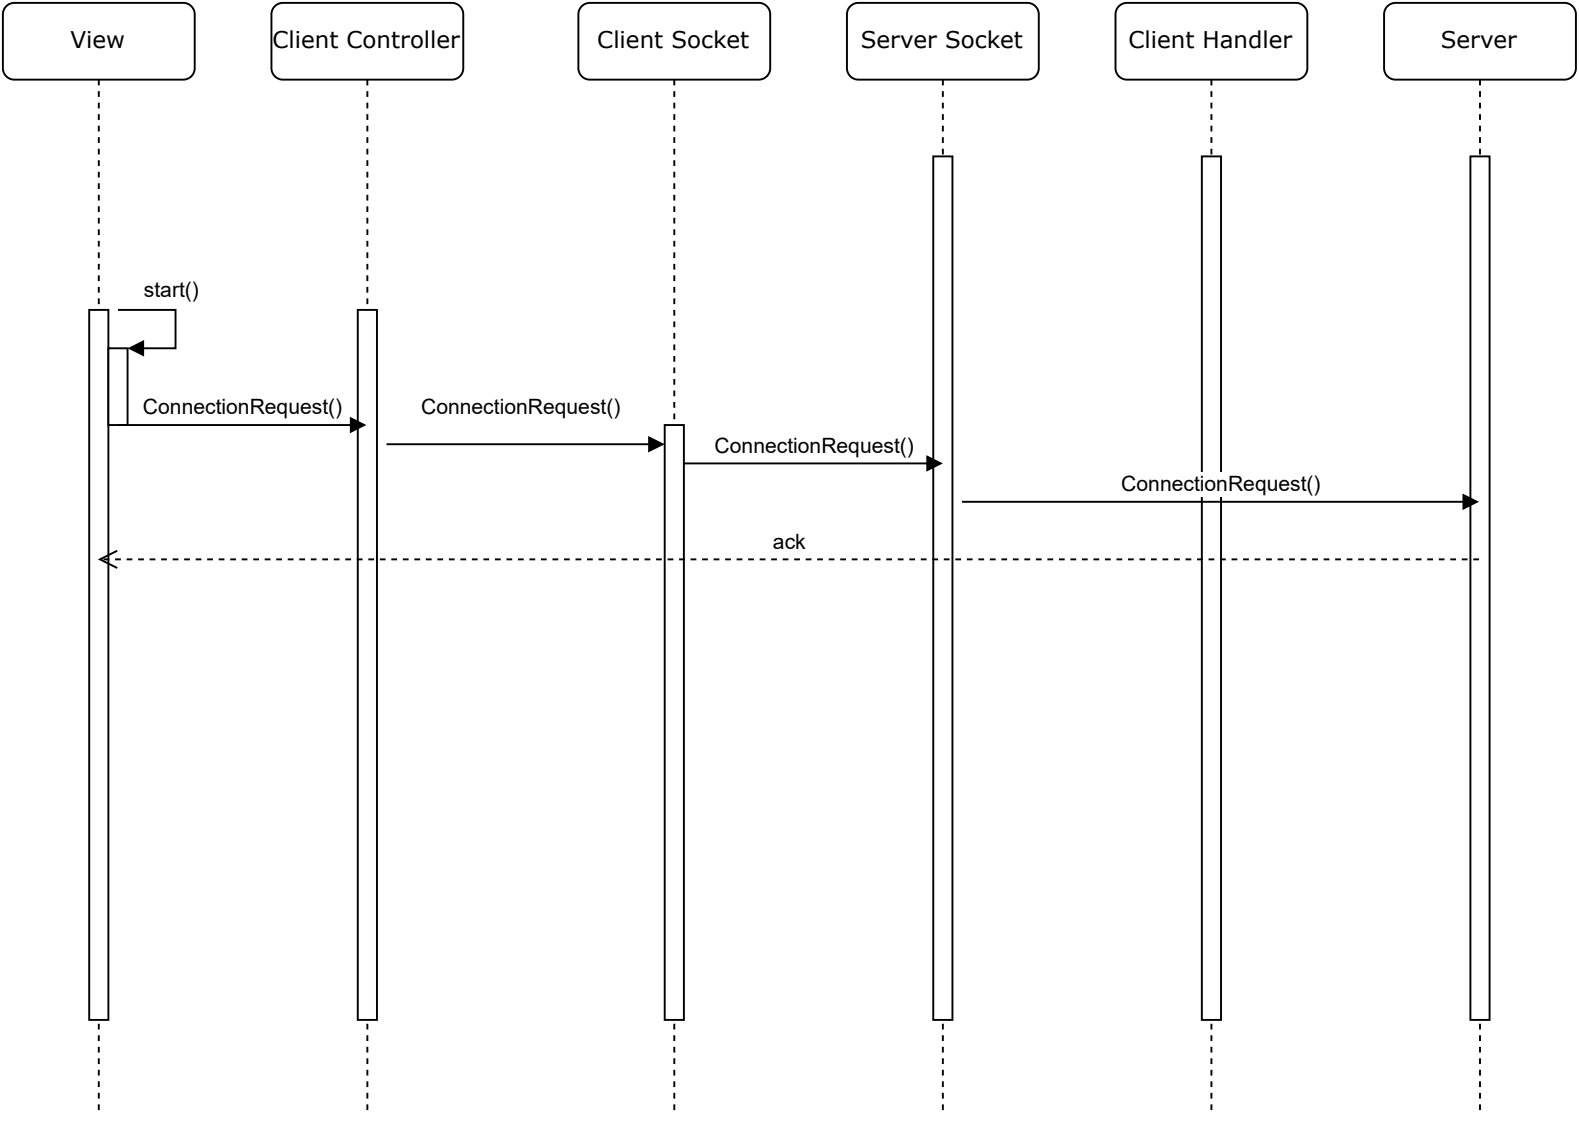 View
Client Controller
Client Socket
Server Socket
Client Handler
Server
start()
ConnectionRequest()
ConnectionRequest()
ConnectionRequest()
ConnectionRequest()
ack